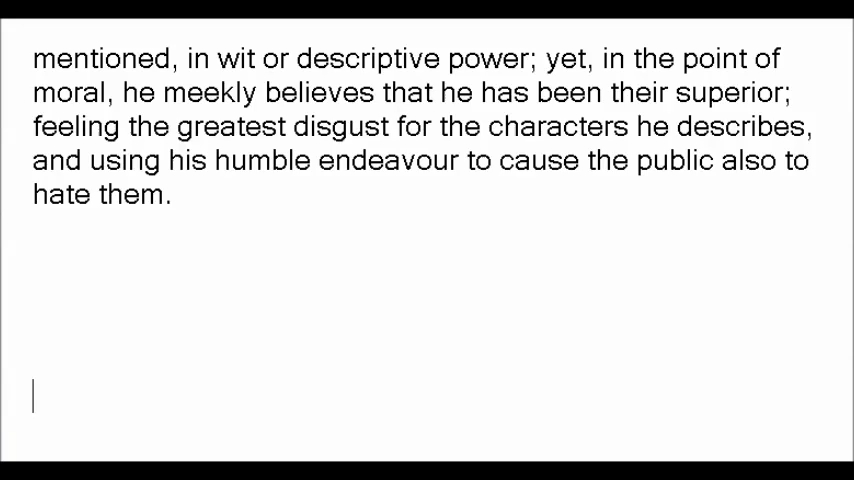 mentioned, in wit or descriptive power; yet, in the point of
moral, he meekly believes that he has been their superior;
feeling the greatest disgust for the characters he describes,
and using his humble endeavour to cause the public also to
hate them.